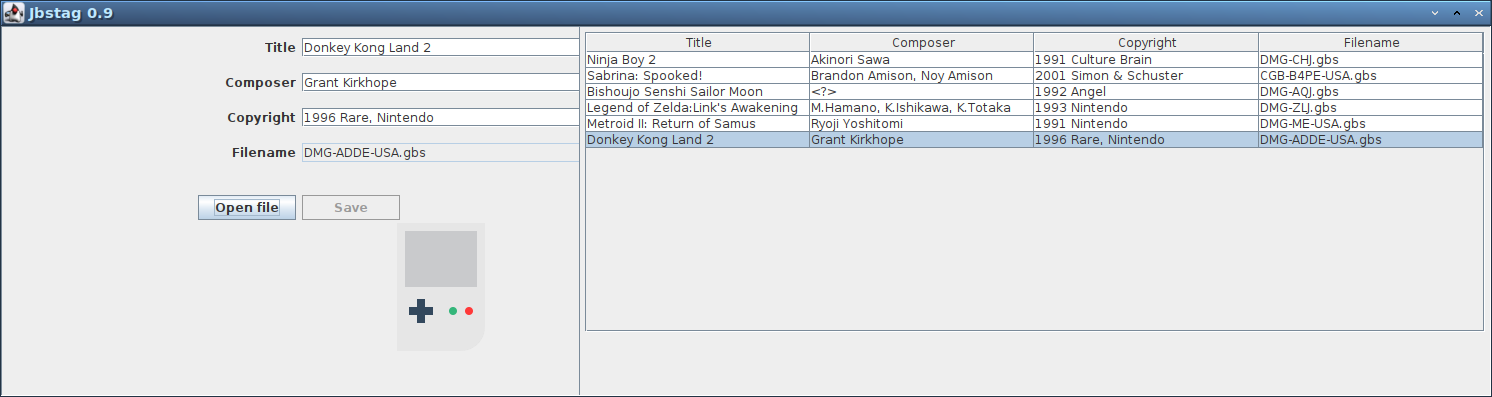 Jbstag 0.9
Title Donkey Kong Land 2
Composer Grant Kirkhope
Copyright 1996 Rare, Nintendo
Filename DMG-ADDE-USA.gbs
Open file Save
Title Composer Copyright Filename
Ninja Boy 2 Akinori Sawa 1991 Culture Brain DMG-CHJ.gbs
Sabrina: Spooked! Brandon Amison, Noy Amison 2001 Simon & Schuster CGB-B4PE-USA.gbs
Bishoujo Senshi Sailor Moon <?> 1992 Angel DMG-AQJ.gbs
Legend of Zelda:Link's Awakening M.Hamano, K.Ishikawa, K.Totaka 1993 Nintendo DMG-ZLJ.gbs
Metroid II: Return of Samus Ryoji Yoshitomi 1991 Nintendo DMG-ME-USA.gbs
Donkey Kong Land 2 Grant Kirkhope 1996 Rare, Nintendo DMG-ADDE-USA.gbs